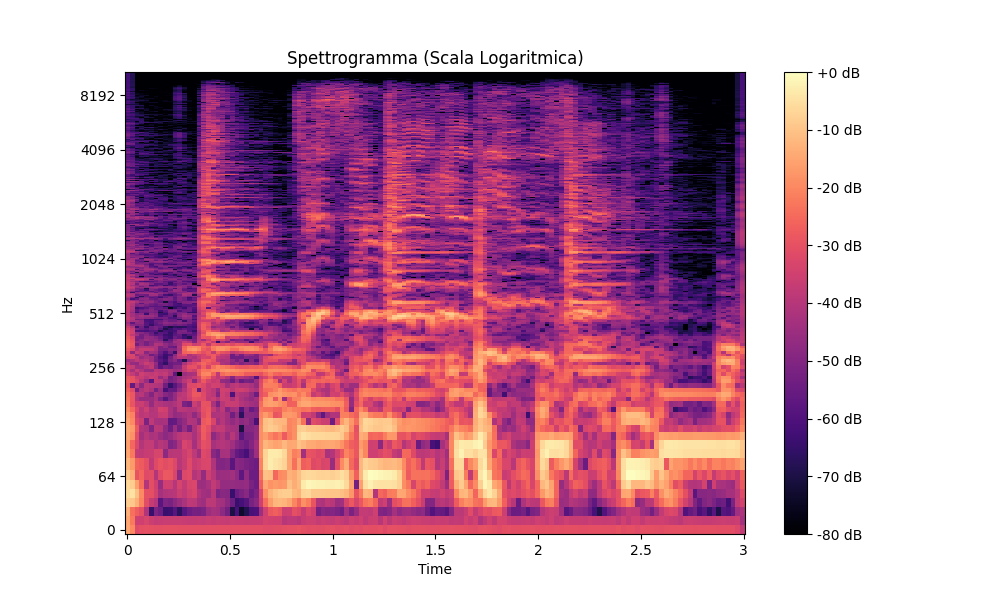 Spettrogramma (Scala Logaritmica)
Hz
8192
4096
2048
1024
512
256
128
64
0
0 0.5 1 1.5 2 2.5 3
Time
+0 dB
-10 dB
-20 dB
-30 dB
-40 dB
-50 dB
-60 dB
-70 dB
-80 dB